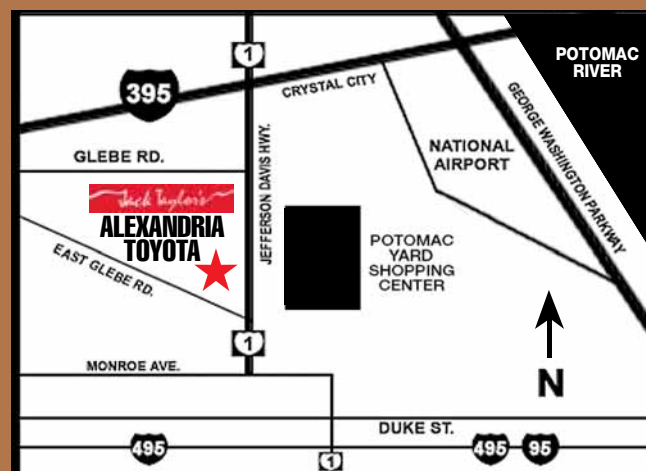 1
POTOMAC
RIVER
395
CRYSTAL CITY
GEORGE WASHINGTON PARKWAY
GLEBE RD.
JEFFERSON DAVIS HWY.
NATIONAL
AIRPORT
Jack Taylor's
ALEXANDRIA
TOYOTA
EAST GLEBE RD.
POTOMAC
YARD
SHOPPING
CENTER
1
MONROE AVE.
N
DUKE ST.
495
1
495
95